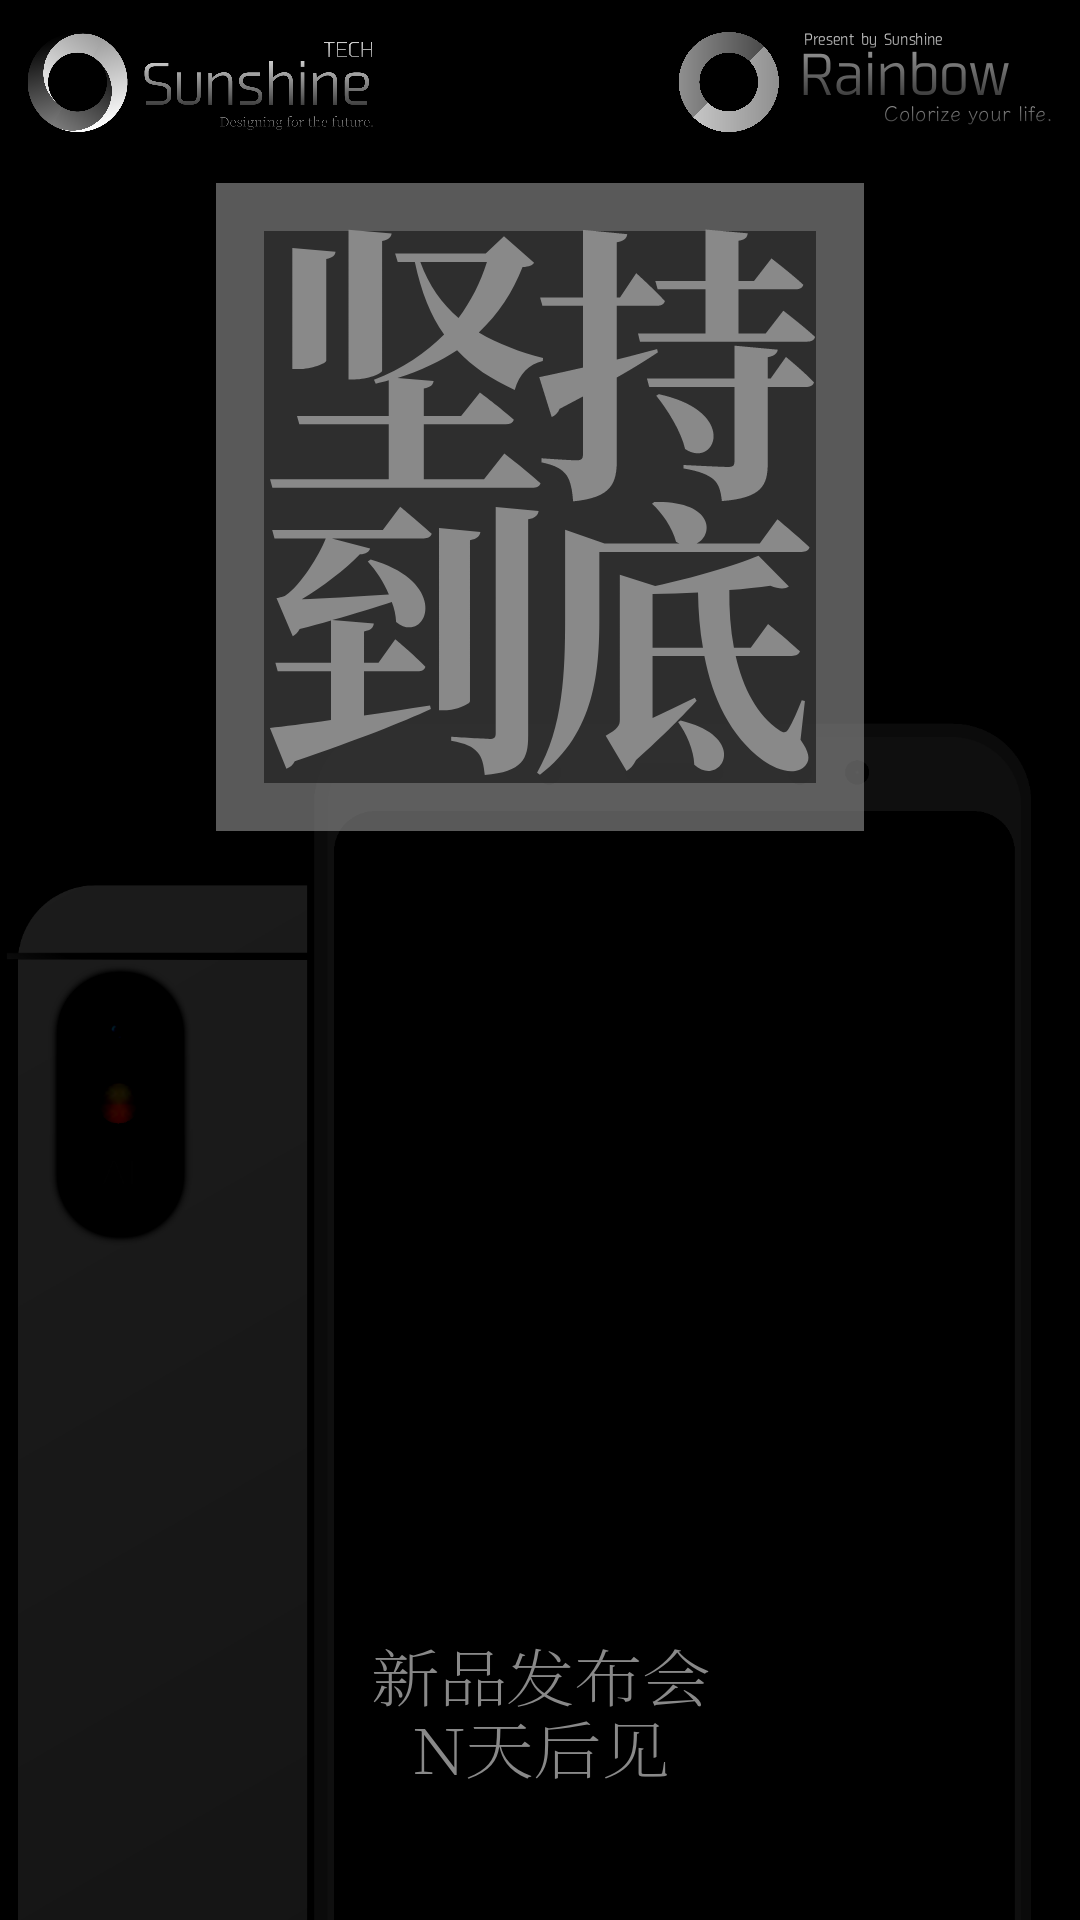 TECH
Sunshine
Designing for the future.
Present by Sunshine
Rainbow
Colorize your life.
坚持
到底
新品发布会
N天后见